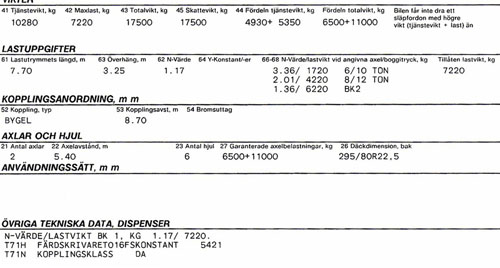 VIKTER
41 Tjänstevikt, kg 42 Maxlast, kg 43 Totalvikt, kg 45 Skattevikt, kg 44 Fördeln tjänstevikt, kg Fördeln totalvikt, kg Bilen får inte dra ett
släpfordon med högre
vikt (tjänstevikt + last) än
10280 7220 17500 17500 4930+ 5350 6500+11000
LASTUPPGIFTER
61 Lastutrymmets längd, m 63 Överhäng, m 62 N-Värde 64 Y-Konstant/-er 66-68 N-Värde/lastvikt vid angivna axel/boggitryck, kg Tillåten lastvikt, kg
7.70 3.25 1.17 3.36/ 1720 6/10 TON 7220
2.01/ 4220 8/12 TON
1.36/ 6220 BK2
KOPPLINGSANORDNING, m m
52 Koppling, typ 53 Kopplingsavst, m 54 Bromsuttag
BYGEL 8.70
AXLAR OCH HJUL
21 Antal axlar 22 Axelavstånd, m 23 Antal hjul 27 Garanterade axelbelastningar, kg 26 Däckdimension, bak
2 5.40 6 6500+11000 295/80R22,5
ANVÄNDNINGSSÄTT, m m
ÖVRIGA TEKNISKA DATA, DISPENSER
N-VÄRDE/LASTVIKT BK 1, KG 1.17/ 7220.
T71H FÄRDSKRIVARETO16FSKONSTANT 5421
T71N KOPPLINGSKLASS DA